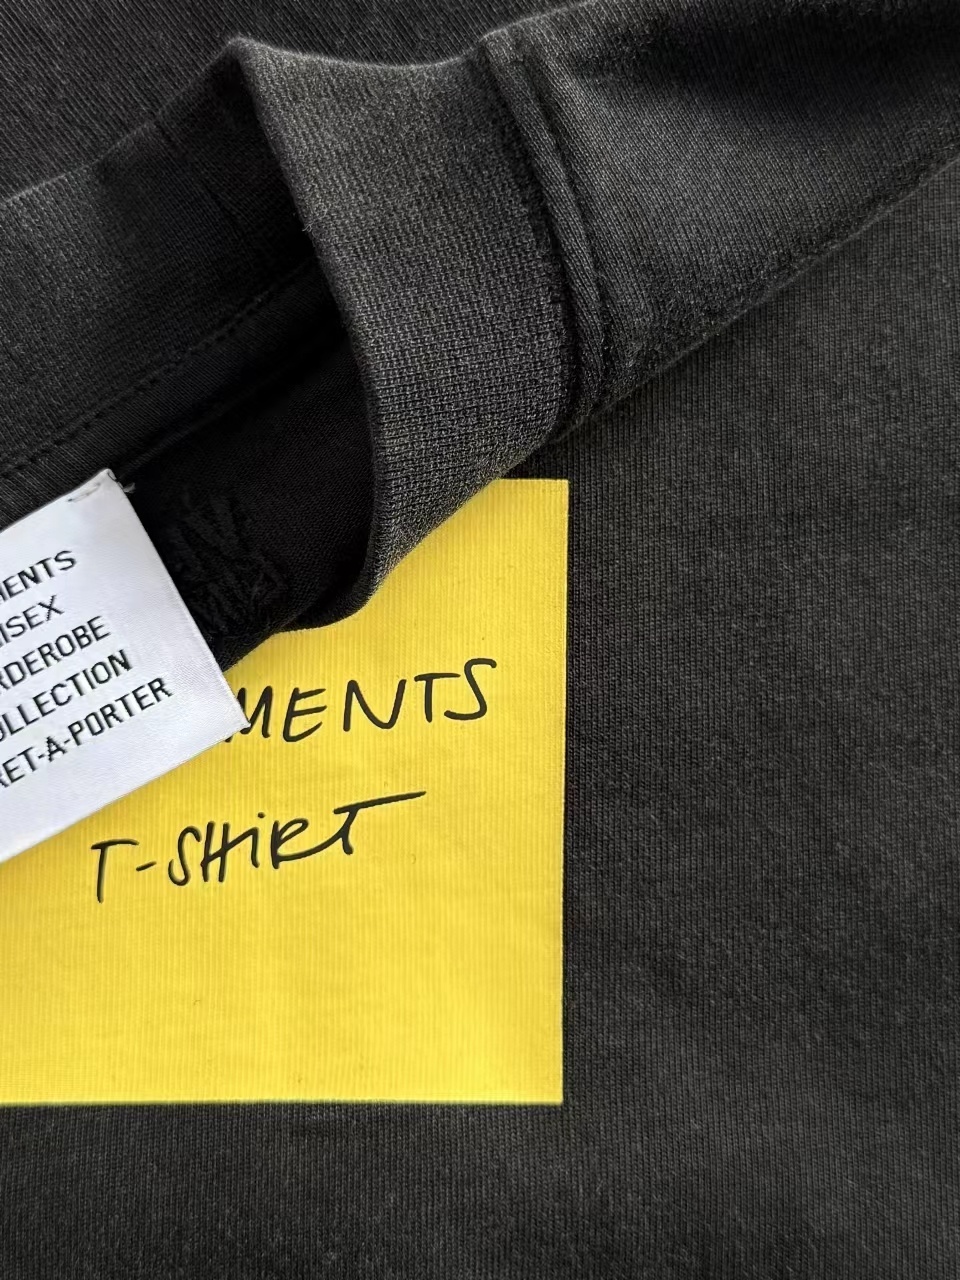 MENTS
ISEX
RDEROBE
OLLECTION
RET-A-PORTER
MENTS
T-SHiRT